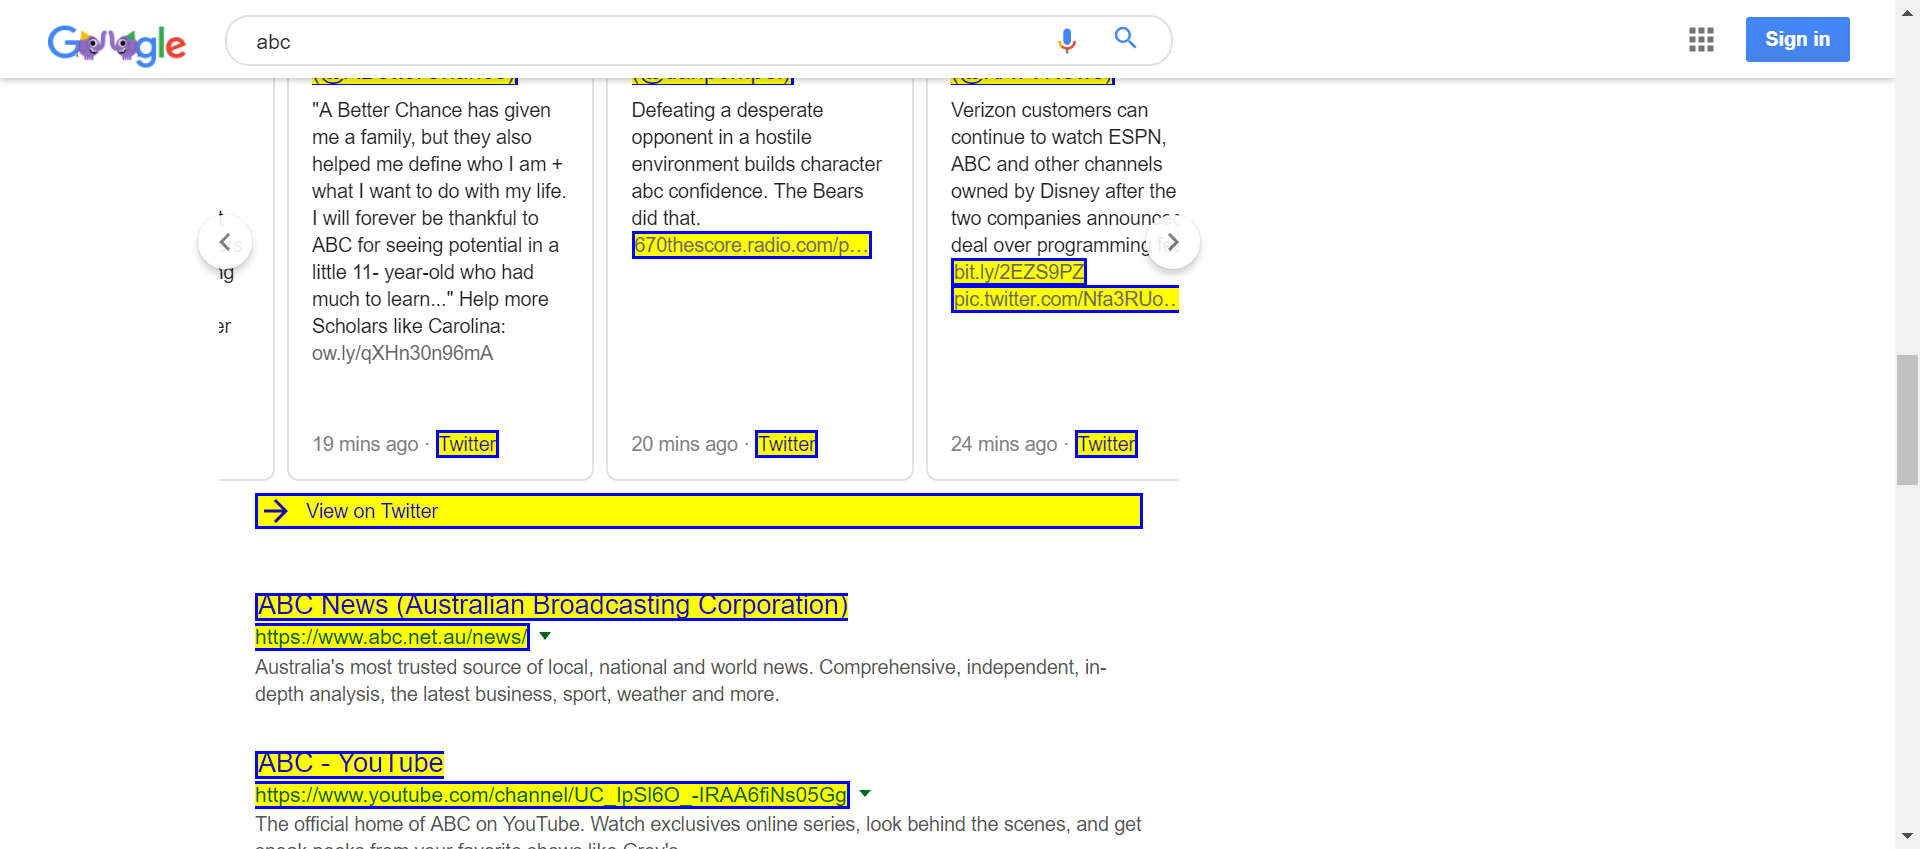 Google
abc
Sign in
"A Better Chance has given
me a family, but they also
helped me define who I am +
what I want to do with my life.
I will forever be thankful to
ABC for seeing potential in a
little 11- year-old who had
much to learn..." Help more
Scholars like Carolina:
ow.ly/qXHn30n96mA
19 mins ago · Twitter
Defeating a desperate
opponent in a hostile
environment builds character
abc confidence. The Bears
did that.
670thescore.radio.com/p…
20 mins ago · Twitter
Verizon customers can
continue to watch ESPN,
ABC and other channels
owned by Disney after the
two companies announced
deal over programming
bit.ly/2EZS9PZ
pic.twitter.com/Nfa3RUo…
24 mins ago · Twitter
View on Twitter
ABC News (Australian Broadcasting Corporation)
https://www.abc.net.au/news/
Australia's most trusted source of local, national and world news. Comprehensive, independent, in-
depth analysis, the latest business, sport, weather and more.
ABC - YouTube
https://www.youtube.com/channel/UC_IpSl6O_-IRAA6fiNs05Gg
The official home of ABC on YouTube. Watch exclusives online series, look behind the scenes, and get